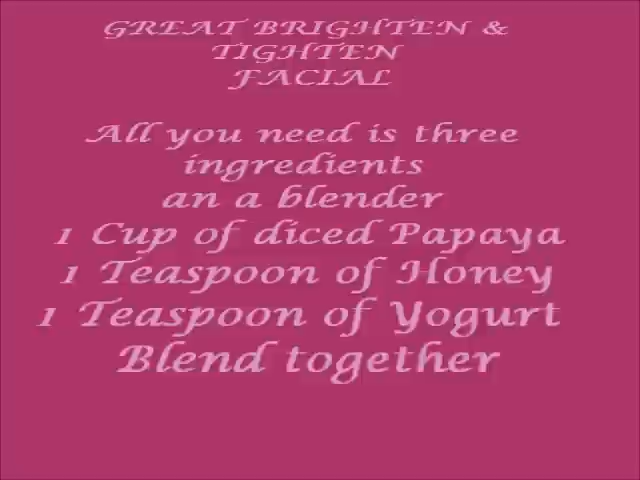 GREAT BRIGHTEN &
TIGHTEN
FACIAL
All you need is three
ingredients
an a blender
1 Cup of diced Papaya
1 Teaspoon of Honey
1 Teaspoon of Yogurt
Blend together